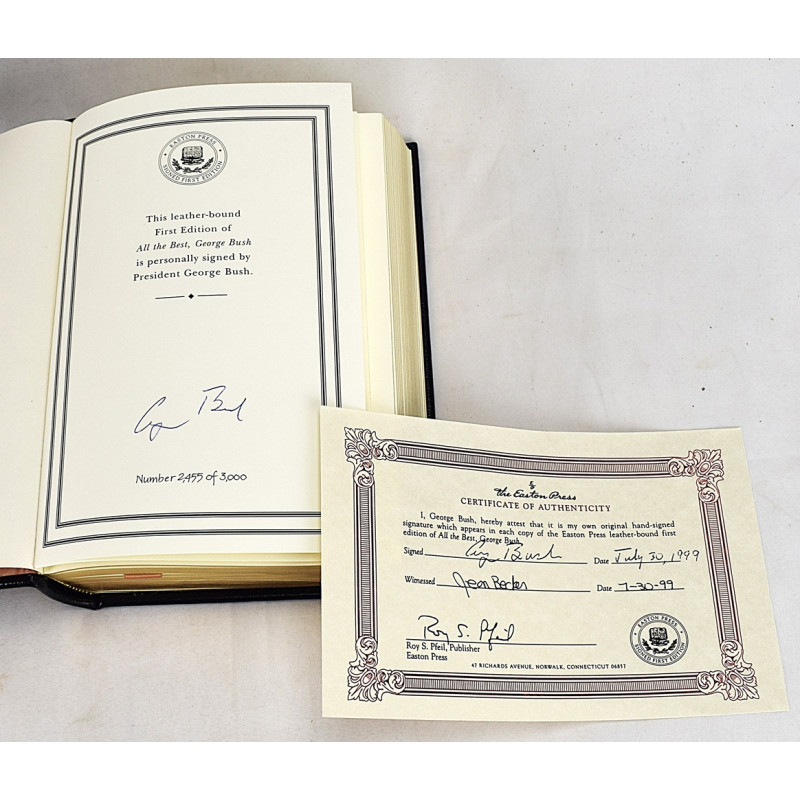 EASTON PRESS
SIGNED FIRST EDITION
This leather-bound
First Edition of
All the Best, George Bush
is personally signed by
President George Bush.
George Bush
Number 2,455 of 3,000
the Easton Press
CERTIFICATE OF AUTHENTICITY
I, George Bush, hereby attest that it is my own original hand-signed
signature which appears in each copy of the Easton Press leather-bound first
edition of All the Best, George Bush.
Signed George Bush Date July 30, 1999
Witnessed Jean Becker Date 7-30-99
Roy S. Pfeil
Roy S. Pfeil, Publisher
Easton Press
EASTON PRESS
SIGNED FIRST EDITION
47 RICHARDS AVENUE, NORWALK, CONNECTICUT 06857